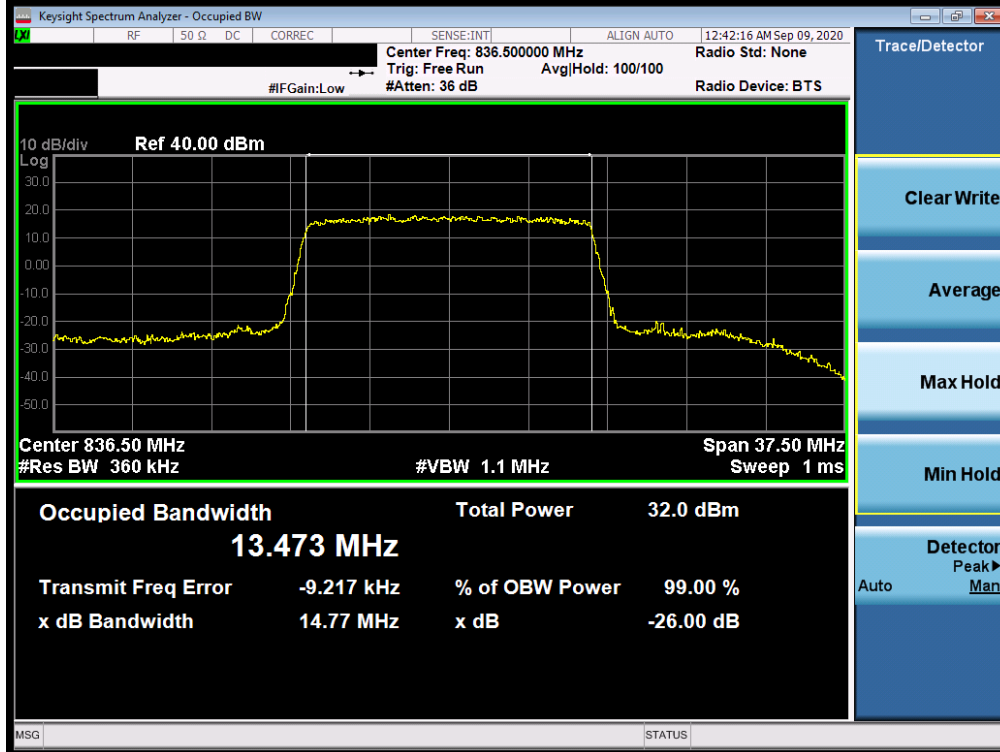 Keysight Spectrum Analyzer - Occupied BW
LXI RF 50 Ω DC CORREC SENSE:INT ALIGN AUTO 12:42:16 AM Sep 09, 2020
Center Freq: 836.500000 MHz Radio Std: None
Trig: Free Run Avg|Hold: 100/100
#IFGain:Low #Atten: 36 dB Radio Device: BTS
10 dB/div Ref 40.00 dBm
Log
30.0
20.0
10.0
0.00
-10.0
-20.0
-30.0
-40.0
-50.0
Center 836.50 MHz Span 37.50 MHz
#Res BW 360 kHz #VBW 1.1 MHz Sweep 1 ms
Occupied Bandwidth Total Power 32.0 dBm
13.473 MHz
Transmit Freq Error -9.217 kHz % of OBW Power 99.00 %
x dB Bandwidth 14.77 MHz x dB -26.00 dB
MSG STATUS
Trace/Detector
Clear Write
Average
Max Hold
Min Hold
Detector
Peak▶
Auto Man